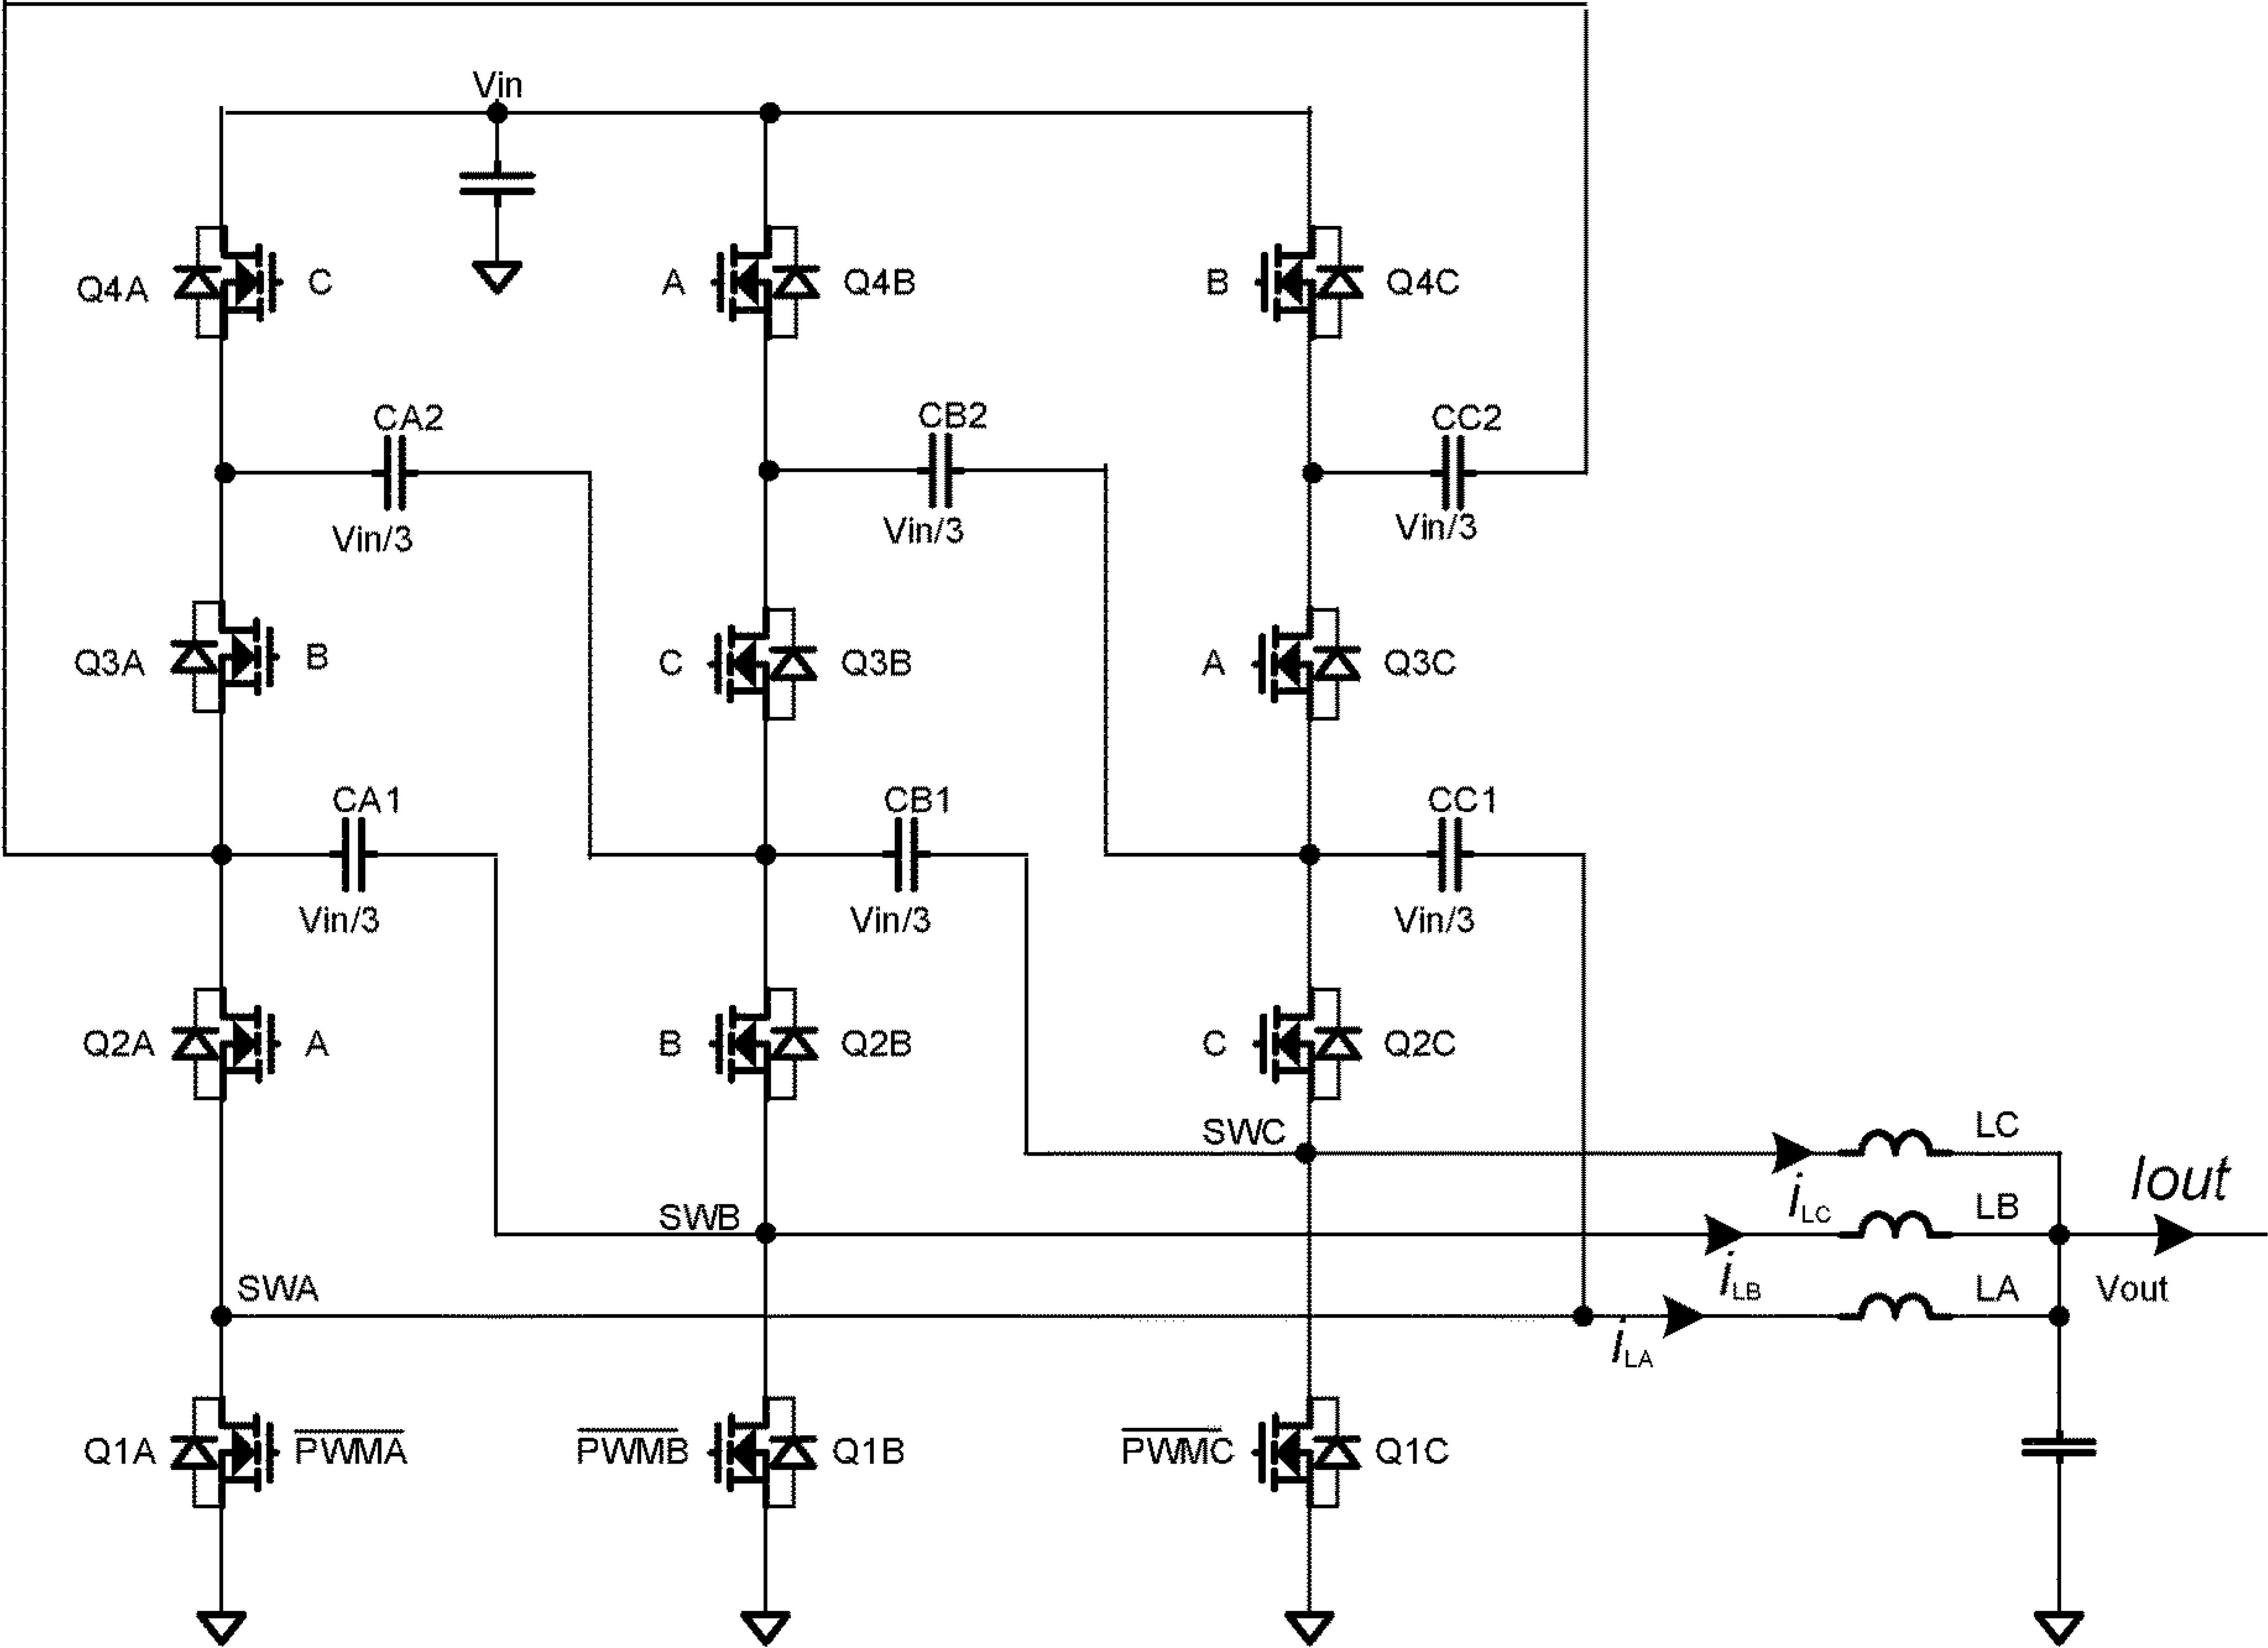 Vin
Q4A C A Q4B B Q4C
CA2 CB2 CC2
Vin/3 Vin/3 Vin/3
Q3A B C Q3B A Q3C
CA1 CB1 CC1
Vin/3 Vin/3 Vin/3
Q2A A B Q2B C Q2C
SWC LC
iLC
Iout
SWB LB
iLB
SWA LA Vout
iLA
Q1A PWMA PWMB Q1B PWMC Q1C